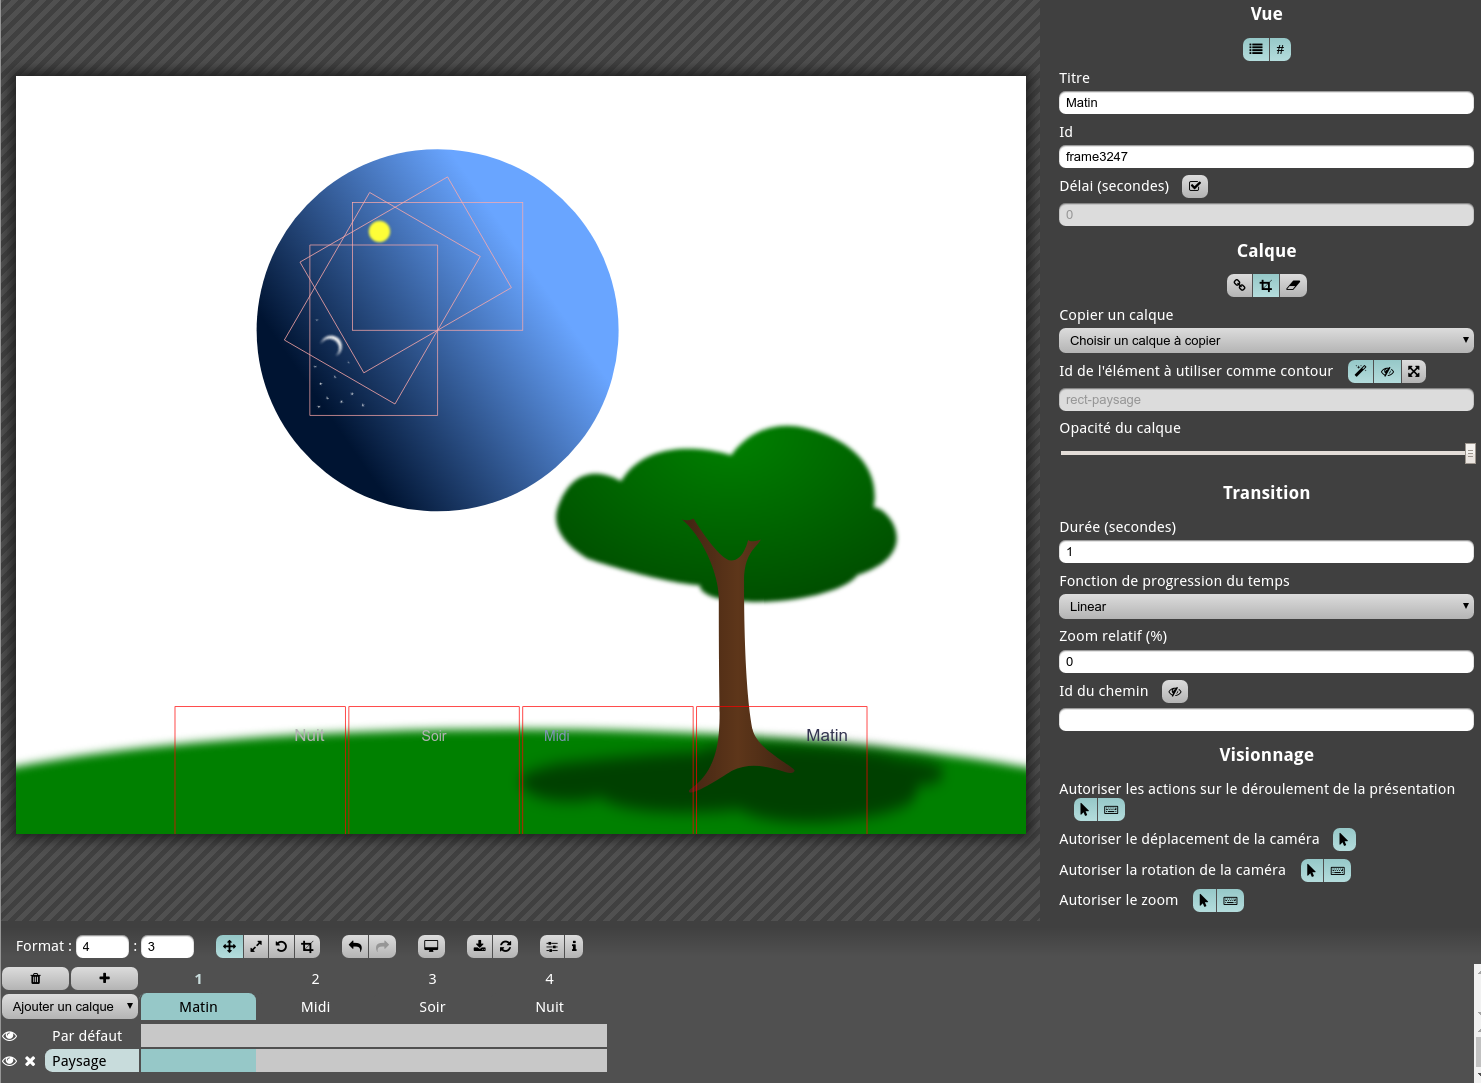 Vue
#
Titre
Matin
Id
frame3247
Délai (secondes)
0
Calque
Copier un calque
Choisir un calque à copier
Id de l'élément à utiliser comme contour
rect-paysage
Opacité du calque
Transition
Durée (secondes)
1
Fonction de progression du temps
Linear
Zoom relatif (%)
0
Id du chemin
Visionnage
Autoriser les actions sur le déroulement de la présentation
Autoriser le déplacement de la caméra
Autoriser la rotation de la caméra
Autoriser le zoom
Nuit Soir Midi Matin
Format : 4 : 3
1 2 3 4
Ajouter un calque Matin Midi Soir Nuit
Par défaut
Paysage